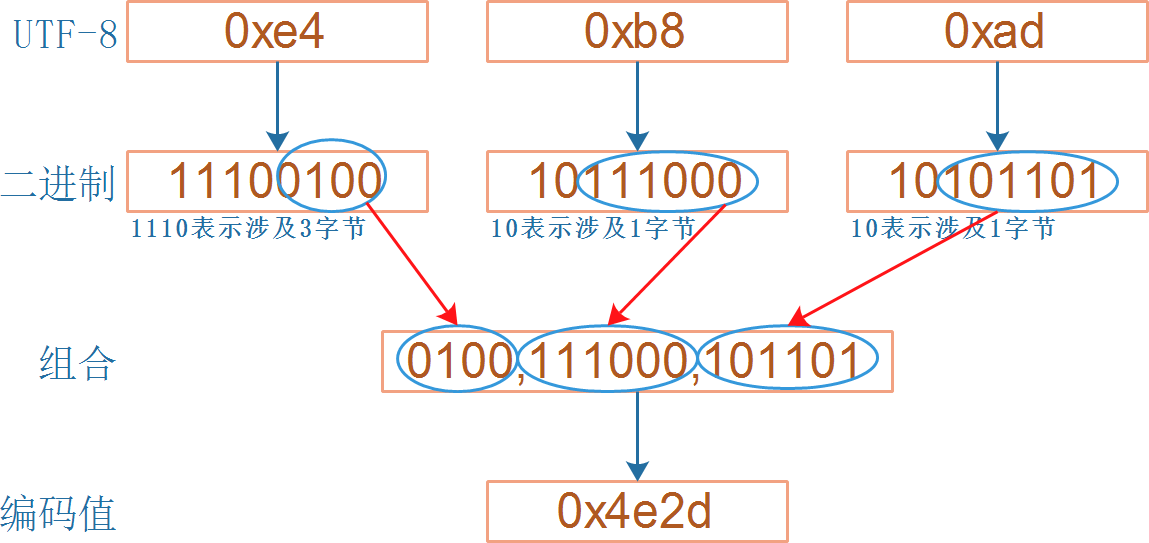 UTF-8 0xe4 0xb8 0xad
二进制 11100100 10111000 10101101
1110表示涉及3字节 10表示涉及1字节 10表示涉及1字节
组合 0100,111000,101101
编码值 0x4e2d